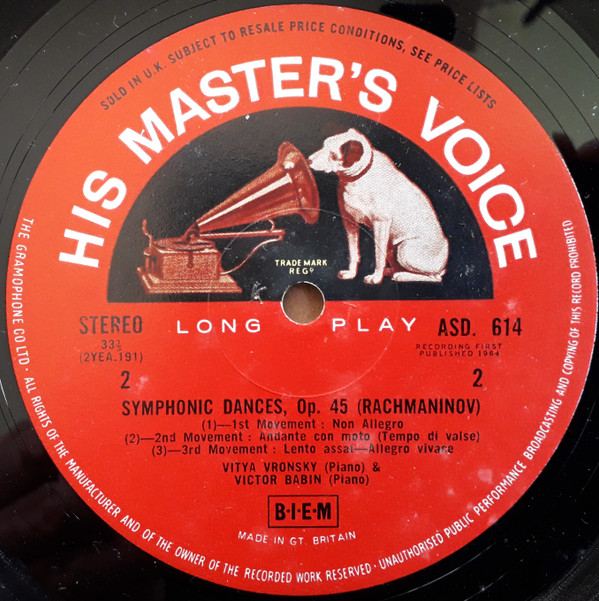 SOLD IN U.K. SUBJECT TO RESALE PRICE CONDITIONS, SEE PRICE LISTS
HIS MASTER'S VOICE
TRADE MARK
REGD
STEREO
33⅓
(2YEA.191)
2
LONG PLAY
ASD. 614
RECORDING FIRST
PUBLISHED 1964
2
SYMPHONIC DANCES, Op. 45 (RACHMANINOV)
(1)—1st Movement : Non Allegro
(2)—2nd Movement : Andante con moto (Tempo di valse)
(3)—3rd Movement : Lento assai—Allegro vivace
VITYA VRONSKY (Piano) &
VICTOR BABIN (Piano)
B·I·E·M
MADE IN GT. BRITAIN
THE GRAMOPHONE CO LTD · ALL RIGHTS OF THE MANUFACTURER AND OF THE OWNER OF THE RECORDED WORK RESERVED · UNAUTHORISED PUBLIC PERFORMANCE BROADCASTING AND COPYING OF THIS RECORD PROHIBITED